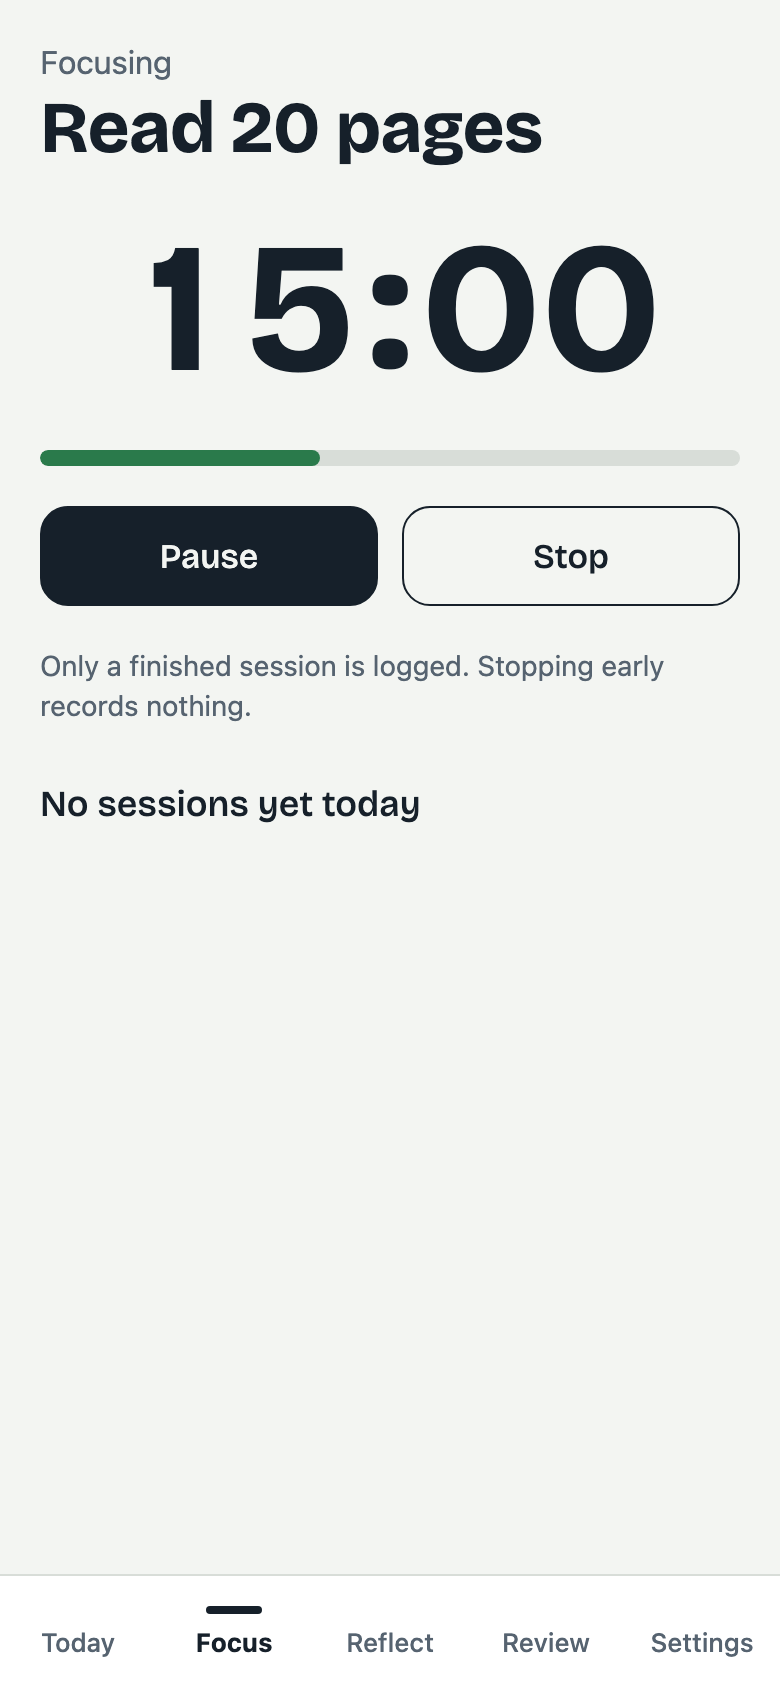 Focusing
Read 20 pages
15:00
Pause
Stop
Only a finished session is logged. Stopping early
records nothing.
No sessions yet today
Today
Focus
Reflect
Review
Settings